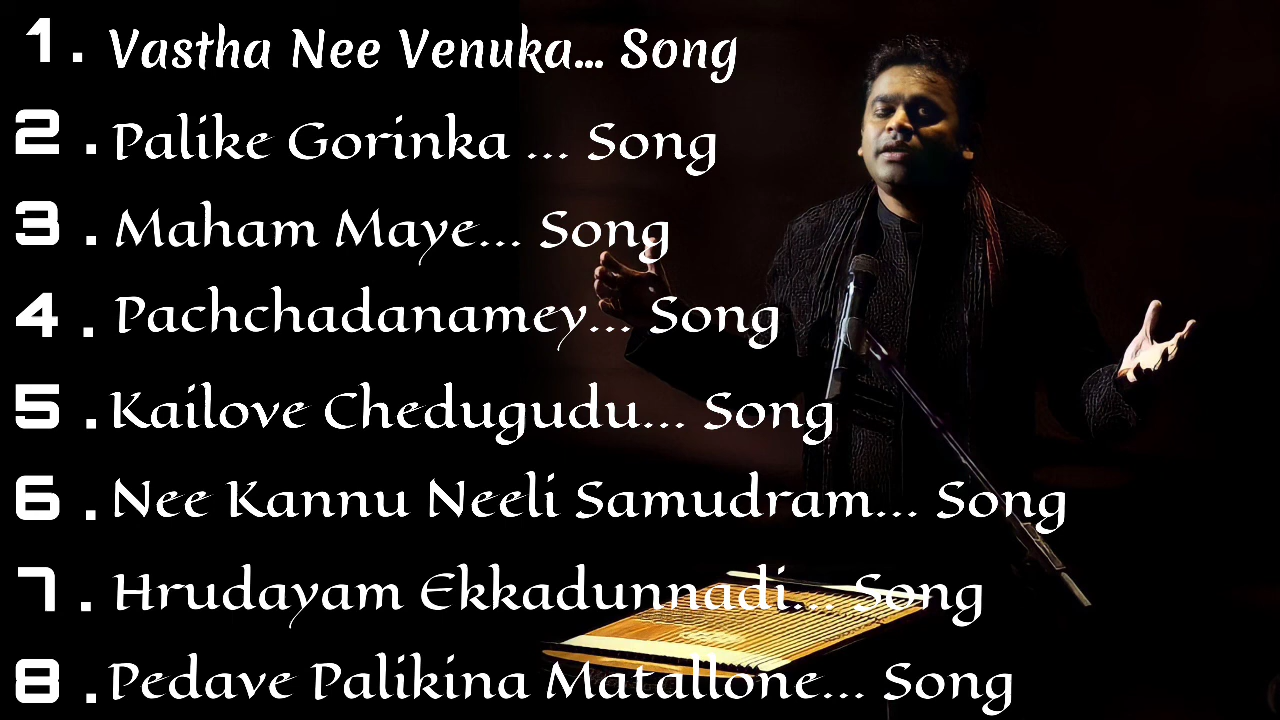 1. Vastha Nee Venuka... Song
2. Palike Gorinka ... Song
3. Maham Maye... Song
4. Pachchadanamey... Song
5. Kailove Chedugudu... Song
6. Nee Kannu Neeli Samudram... Song
7. Hrudayam Ekkadunnadi... Song
8. Pedave Palikina Matallone... Song